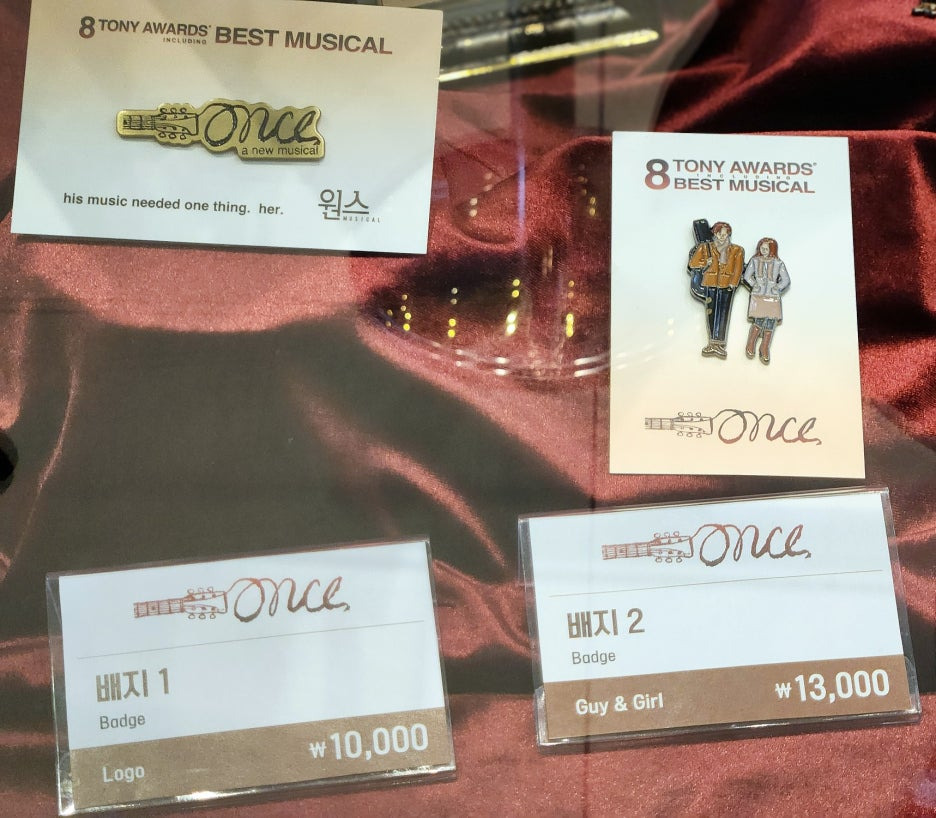 8 TONY AWARDS®
INCLUDING BEST MUSICAL
Once
a new musical
his music needed one thing. her.
원스
MUSICAL
8 TONY AWARDS®
INCLUDING
BEST MUSICAL
Once
Once
배지 1
Badge
Logo
₩10,000
Once
배지 2
Badge
Guy & Girl
₩13,000